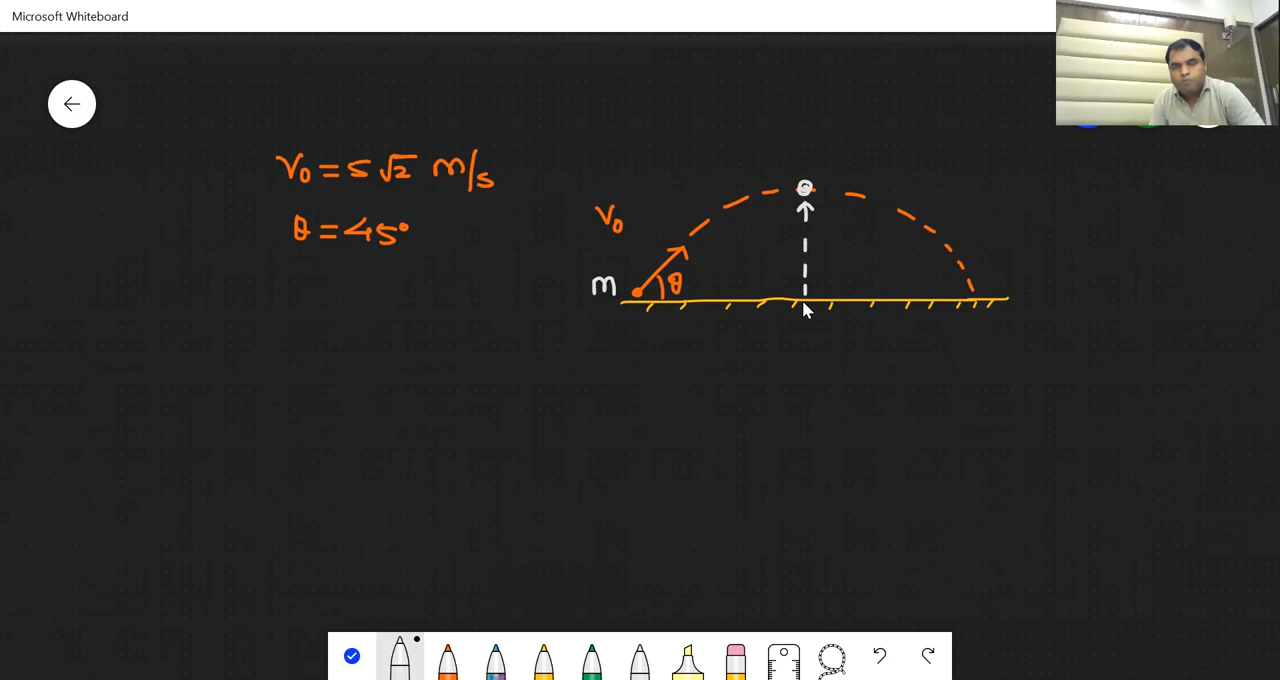 Microsoft Whiteboard
v₀ = 5√2 m/s
θ = 45°
v₀
m
θ